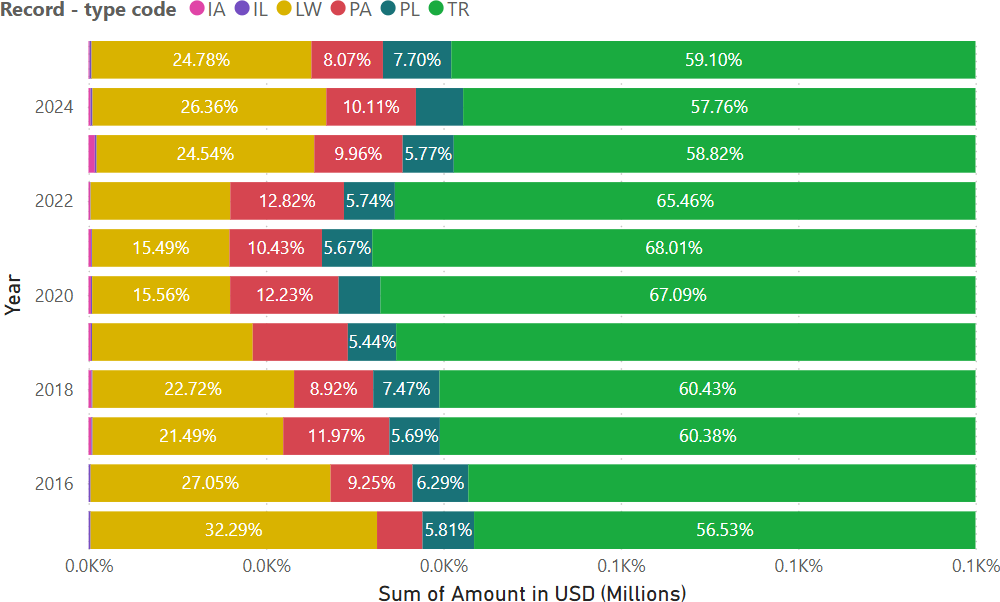 Record - type code IA IL LW PA PL TR
24.78% 8.07% 7.70% 59.10%
2024 26.36% 10.11% 57.76%
24.54% 9.96% 5.77% 58.82%
2022 12.82% 5.74% 65.46%
15.49% 10.43% 5.67% 68.01%
Year
2020 15.56% 12.23% 67.09%
5.44%
2018 22.72% 8.92% 7.47% 60.43%
21.49% 11.97% 5.69% 60.38%
2016 27.05% 9.25% 6.29%
32.29% 5.81% 56.53%
0.0K% 0.0K% 0.0K% 0.1K% 0.1K% 0.1K%
Sum of Amount in USD (Millions)